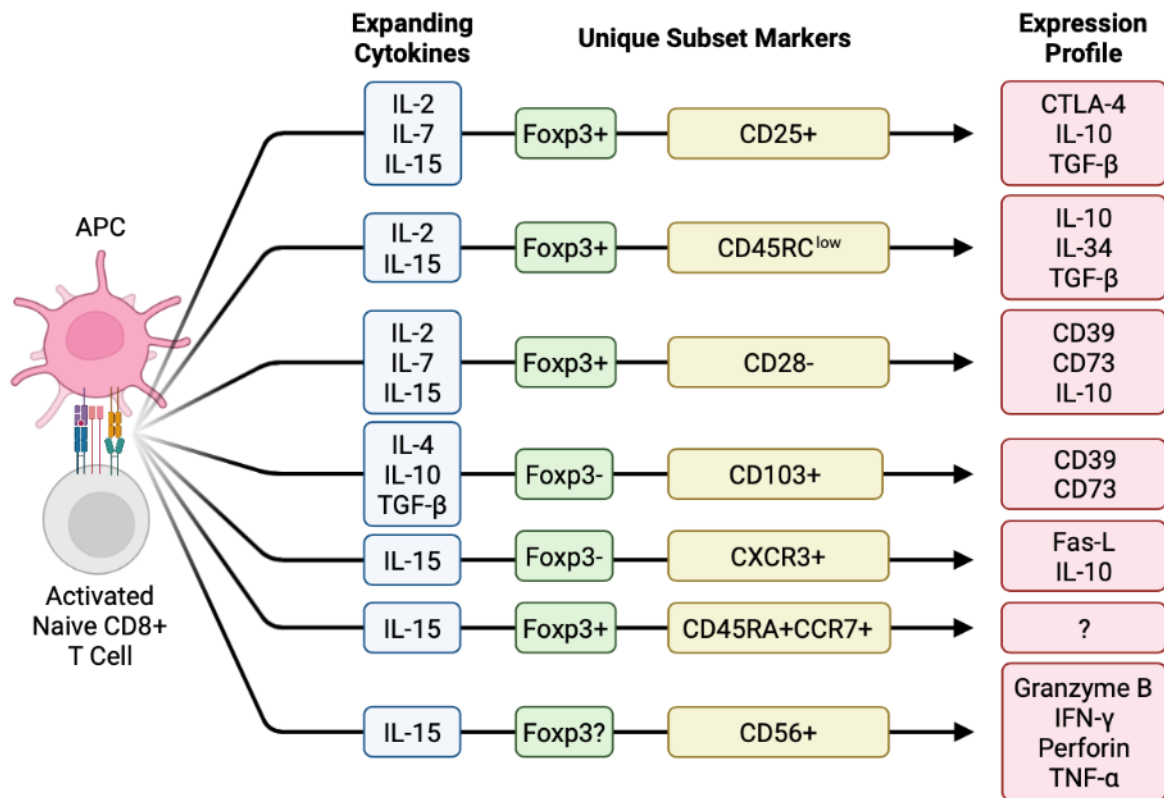 Expanding
Cytokines
Unique Subset Markers
Expression
Profile
IL-2
IL-7
IL-15
Foxp3+
CD25+
CTLA-4
IL-10
TGF-β
APC
IL-2
IL-15
Foxp3+
CD45RC^low
IL-10
IL-34
TGF-β
IL-2
IL-7
IL-15
Foxp3+
CD28-
CD39
CD73
IL-10
IL-4
IL-10
TGF-β
Foxp3-
CD103+
CD39
CD73
IL-15
Foxp3-
CXCR3+
Fas-L
IL-10
Activated
Naive CD8+
T Cell
IL-15
Foxp3+
CD45RA+CCR7+
?
IL-15
Foxp3?
CD56+
Granzyme B
IFN-γ
Perforin
TNF-α